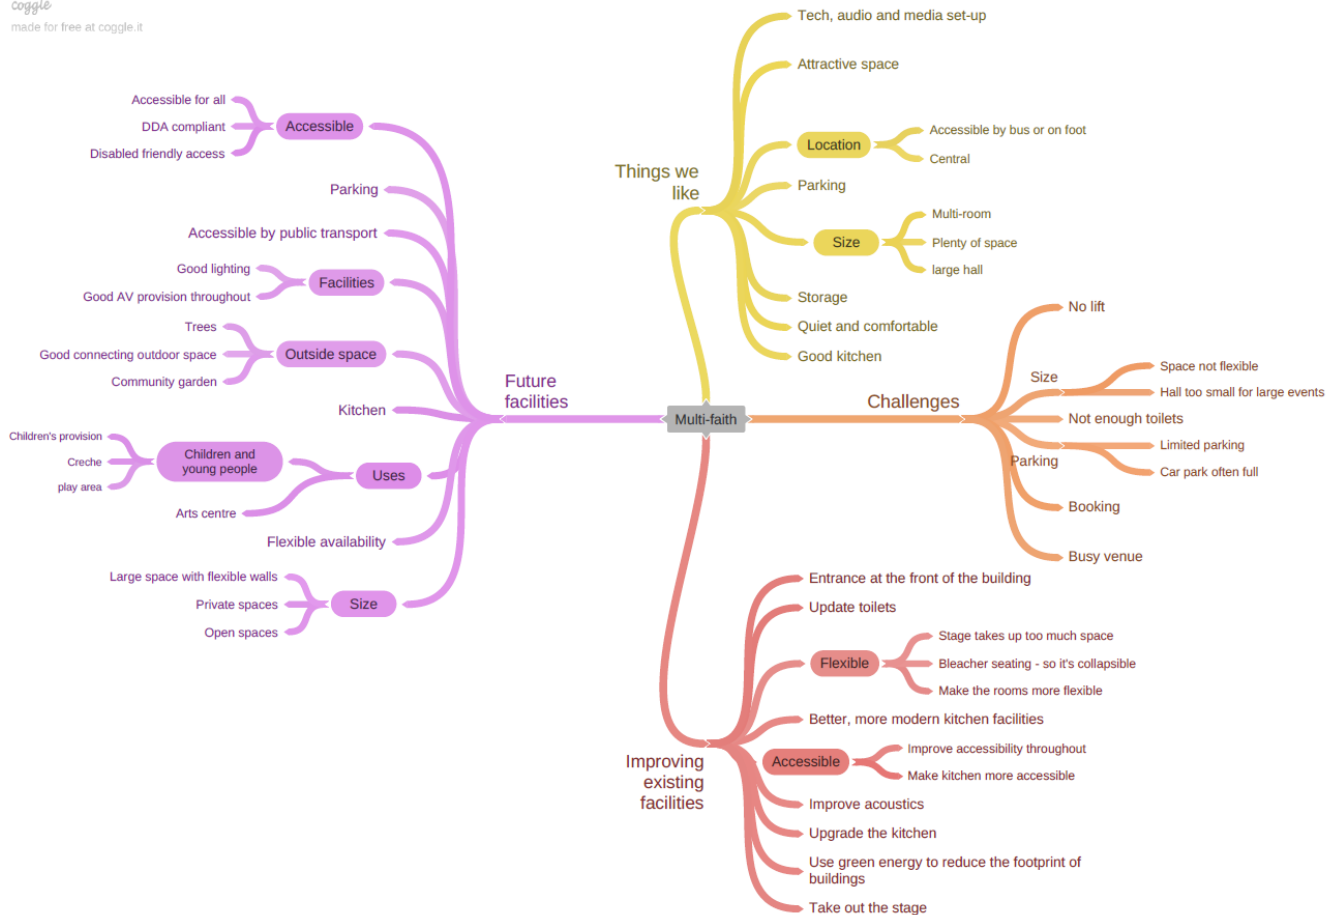 coggle
made for free at coggle.it
Multi-faith
Things we
like
Tech, audio and media set-up
Attractive space
Location
Accessible by bus or on foot
Central
Parking
Size
Multi-room
Plenty of space
large hall
Storage
Quiet and comfortable
Good kitchen
Challenges
No lift
Size
Space not flexible
Hall too small for large events
Not enough toilets
Parking
Limited parking
Car park often full
Booking
Busy venue
Improving
existing
facilities
Entrance at the front of the building
Update toilets
Flexible
Stage takes up too much space
Bleacher seating - so it's collapsible
Make the rooms more flexible
Better, more modern kitchen facilities
Accessible
Improve accessibility throughout
Make kitchen more accessible
Improve acoustics
Upgrade the kitchen
Use green energy to reduce the footprint of
buildings
Take out the stage
Future
facilities
Accessible
Accessible for all
DDA compliant
Disabled friendly access
Parking
Accessible by public transport
Facilities
Good lighting
Good AV provision throughout
Outside space
Trees
Good connecting outdoor space
Community garden
Kitchen
Uses
Children and
young people
Children's provision
Creche
play area
Arts centre
Flexible availability
Size
Large space with flexible walls
Private spaces
Open spaces